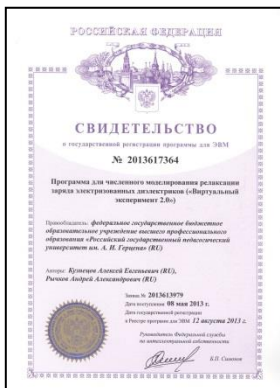 РОССИЙСКАЯ ФЕДЕРАЦИЯ
СВИДЕТЕЛЬСТВО
о государственной регистрации программы для ЭВМ
№ 2013617364
Программа для численного моделирования релаксации
заряда электризованных диэлектриков («Виртуальный
эксперимент 2.0»)
Правообладатель: федеральное государственное бюджетное
образовательное учреждение высшего профессионального
образования «Российский государственный педагогический
университет им. А. И. Герцена» (RU)
Авторы: Кузнецов Алексей Евгеньевич (RU),
Рычков Андрей Александрович (RU)
Заявка № 2013613979
Дата поступления 08 мая 2013 г.
Дата государственной регистрации
в Реестре программ для ЭВМ 12 августа 2013 г.
Руководитель Федеральной службы
по интеллектуальной собственности
Б.П. Симонов